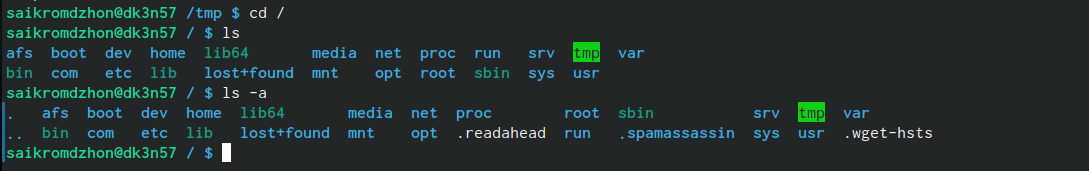 saikromdzhon@dk3n57 /tmp $ cd /
saikromdzhon@dk3n57 / $ ls
afs  boot  dev  home  lib64       media  net  proc  run   srv  tmp  var
bin  com   etc  lib   lost+found  mnt    opt  root  sbin  sys  usr
saikromdzhon@dk3n57 / $ ls -a
.   afs  boot  dev  home  lib64       media  net  proc        root  sbin           srv  tmp  var
..  bin  com   etc  lib   lost+found  mnt    opt  .readahead  run   .spamassassin  sys  usr  .wget-hsts
saikromdzhon@dk3n57 / $